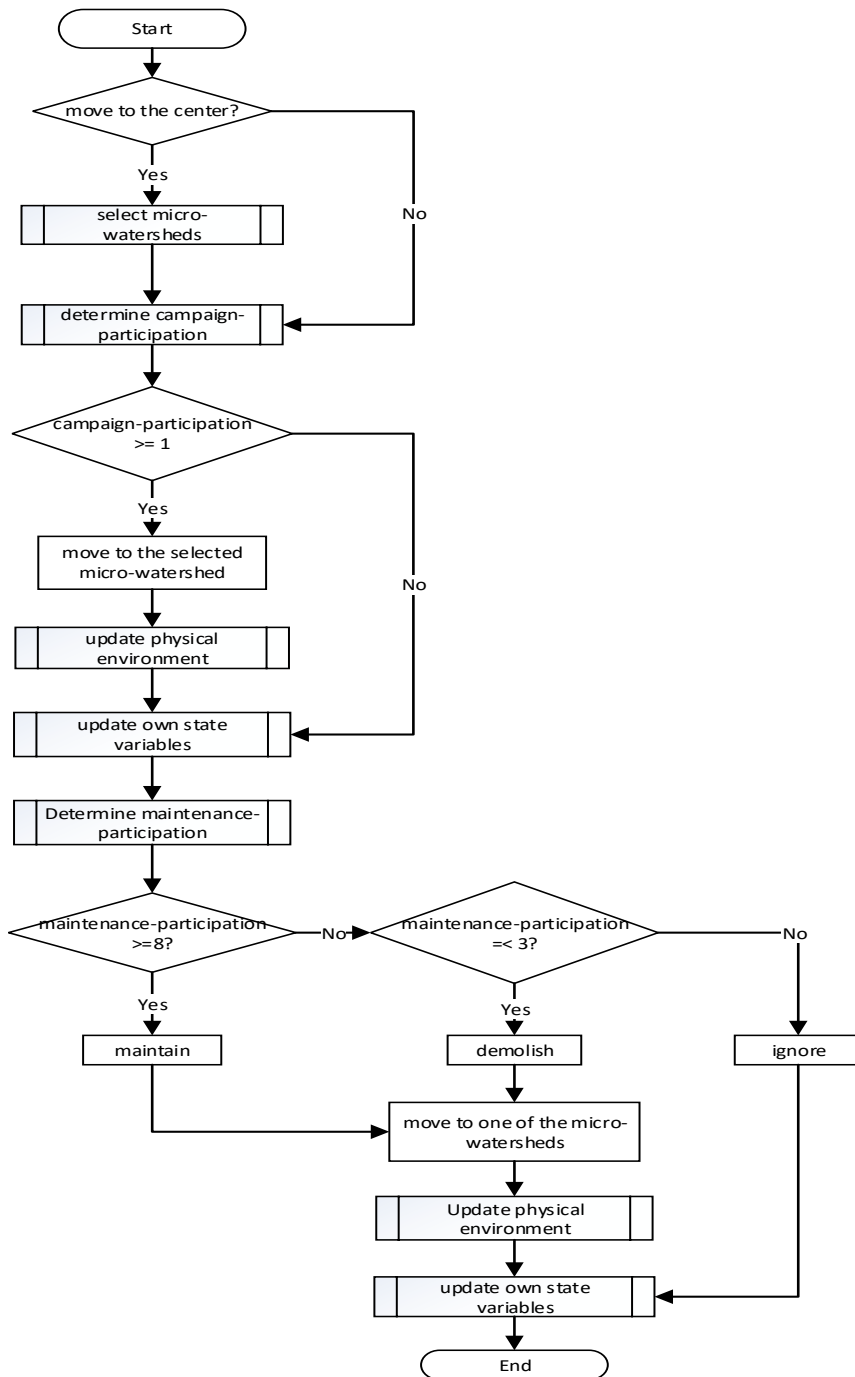 Start
move to the center?
Yes
No
select micro-
watersheds
determine campaign-
participation
campaign-participation
>= 1
Yes
No
move to the selected
micro-watershed
update physical
environment
update own state
variables
Determine maintenance-
participation
maintenance-participation
>=8?
No
maintenance-participation
=< 3?
No
Yes
Yes
maintain
demolish
ignore
move to one of the micro-
watersheds
Update physical
environment
update own state
variables
End